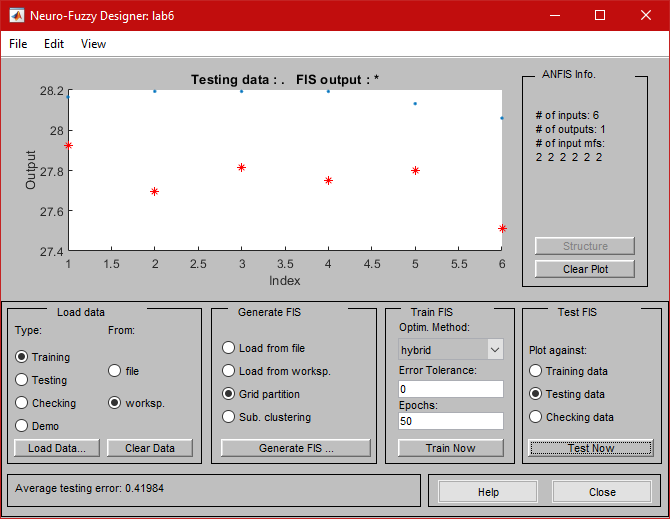 Neuro-Fuzzy Designer: lab6
File Edit View
Testing data : . FIS output : *
28.2
28
27.8
27.6
27.4
Output
1 1.5 2 2.5 3 3.5 4 4.5 5 5.5 6
Index
ANFIS Info.
# of inputs: 6
# of outputs: 1
# of input mfs:
2 2 2 2 2 2
Structure
Clear Plot
Load data
Type: From:
Training
Testing
Checking
Demo
file
worksp.
Load Data... Clear Data
Generate FIS
Load from file
Load from worksp.
Grid partition
Sub. clustering
Generate FIS ...
Train FIS
Optim. Method:
hybrid
Error Tolerance:
0
Epochs:
50
Train Now
Test FIS
Plot against:
Training data
Testing data
Checking data
Test Now
Average testing error: 0.41984
Help Close